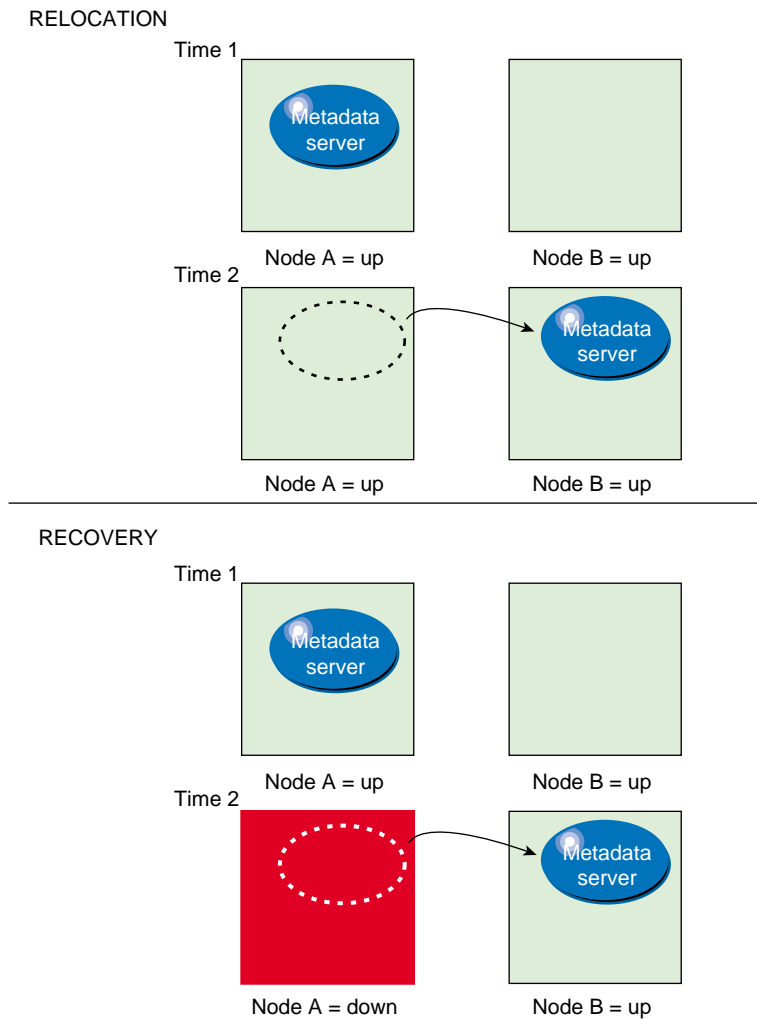 RELOCATION
Time 1
Metadata
server
Node A = up
Node B = up
Time 2
Metadata
server
Node A = up
Node B = up
RECOVERY
Time 1
Metadata
server
Node A = up
Node B = up
Time 2
Metadata
server
Node A = down
Node B = up